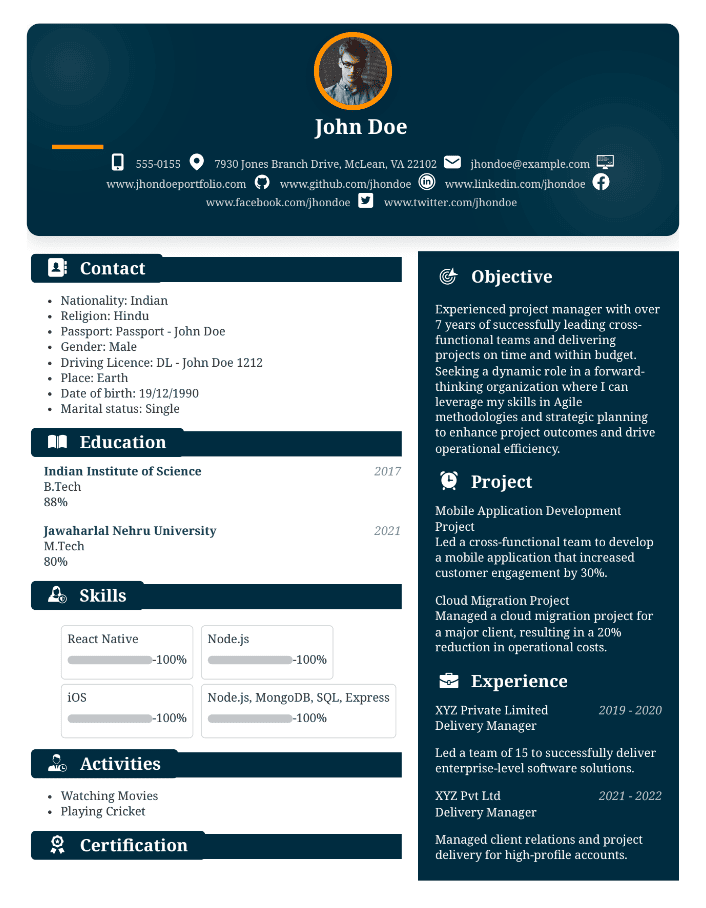 John Doe
555-0155 7930 Jones Branch Drive, McLean, VA 22102 jhondoe@example.com
www.jhondoeportfolio.com www.github.com/jhondoe www.linkedin.com/jhondoe
www.facebook.com/jhondoe www.twitter.com/jhondoe
Contact
Nationality: Indian
Religion: Hindu
Passport: Passport - John Doe
Gender: Male
Driving Licence: DL - John Doe 1212
Place: Earth
Date of birth: 19/12/1990
Marital status: Single
Education
Indian Institute of Science 2017
B.Tech
88%
Jawaharlal Nehru University 2021
M.Tech
80%
Skills
React Native
-100%
Node.js
-100%
iOS
-100%
Node.js, MongoDB, SQL, Express
-100%
Activities
Watching Movies
Playing Cricket
Certification
Objective
Experienced project manager with over
7 years of successfully leading cross-
functional teams and delivering
projects on time and within budget.
Seeking a dynamic role in a forward-
thinking organization where I can
leverage my skills in Agile
methodologies and strategic planning
to enhance project outcomes and drive
operational efficiency.
Project
Mobile Application Development
Project
Led a cross-functional team to develop
a mobile application that increased
customer engagement by 30%.
Cloud Migration Project
Managed a cloud migration project for
a major client, resulting in a 20%
reduction in operational costs.
Experience
XYZ Private Limited 2019 - 2020
Delivery Manager
Led a team of 15 to successfully deliver
enterprise-level software solutions.
XYZ Pvt Ltd 2021 - 2022
Delivery Manager
Managed client relations and project
delivery for high-profile accounts.